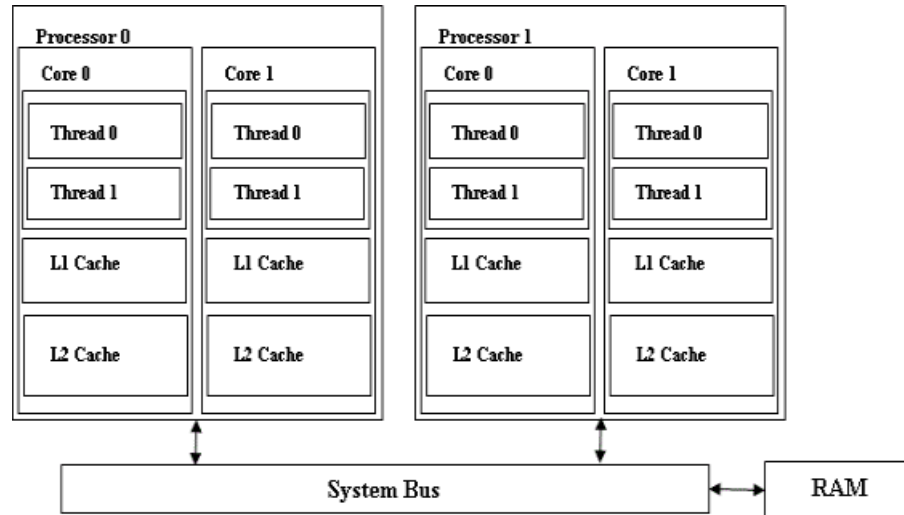 Processor 0
Core 0
Thread 0
Thread 1
L1 Cache
L2 Cache
Core 1
Thread 0
Thread 1
L1 Cache
L2 Cache
Processor 1
Core 0
Thread 0
Thread 1
L1 Cache
L2 Cache
Core 1
Thread 0
Thread 1
L1 Cache
L2 Cache
System Bus
RAM